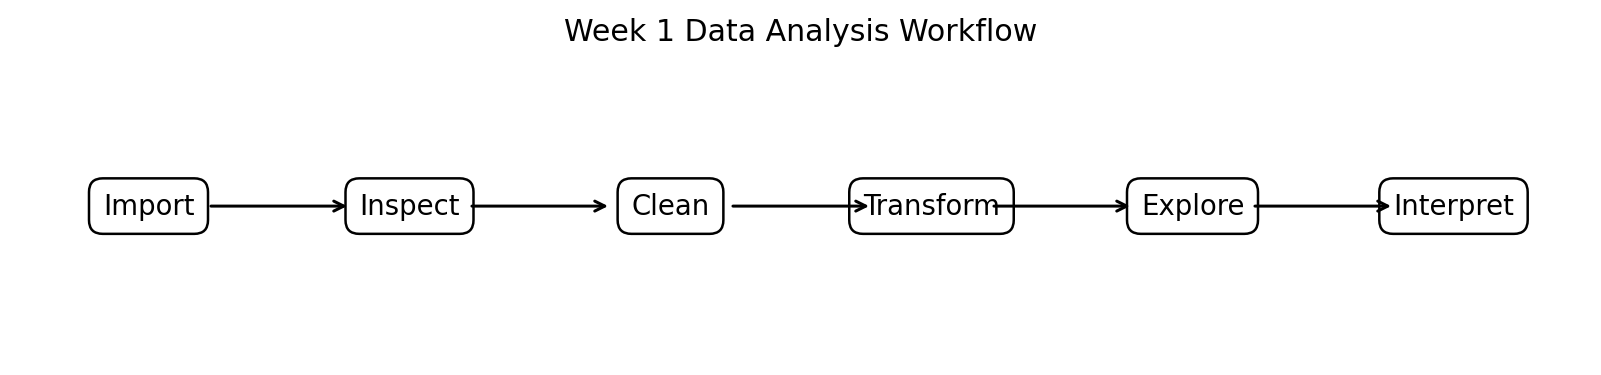 Week 1 Data Analysis Workflow
Import Inspect Clean Transform Explore Interpret